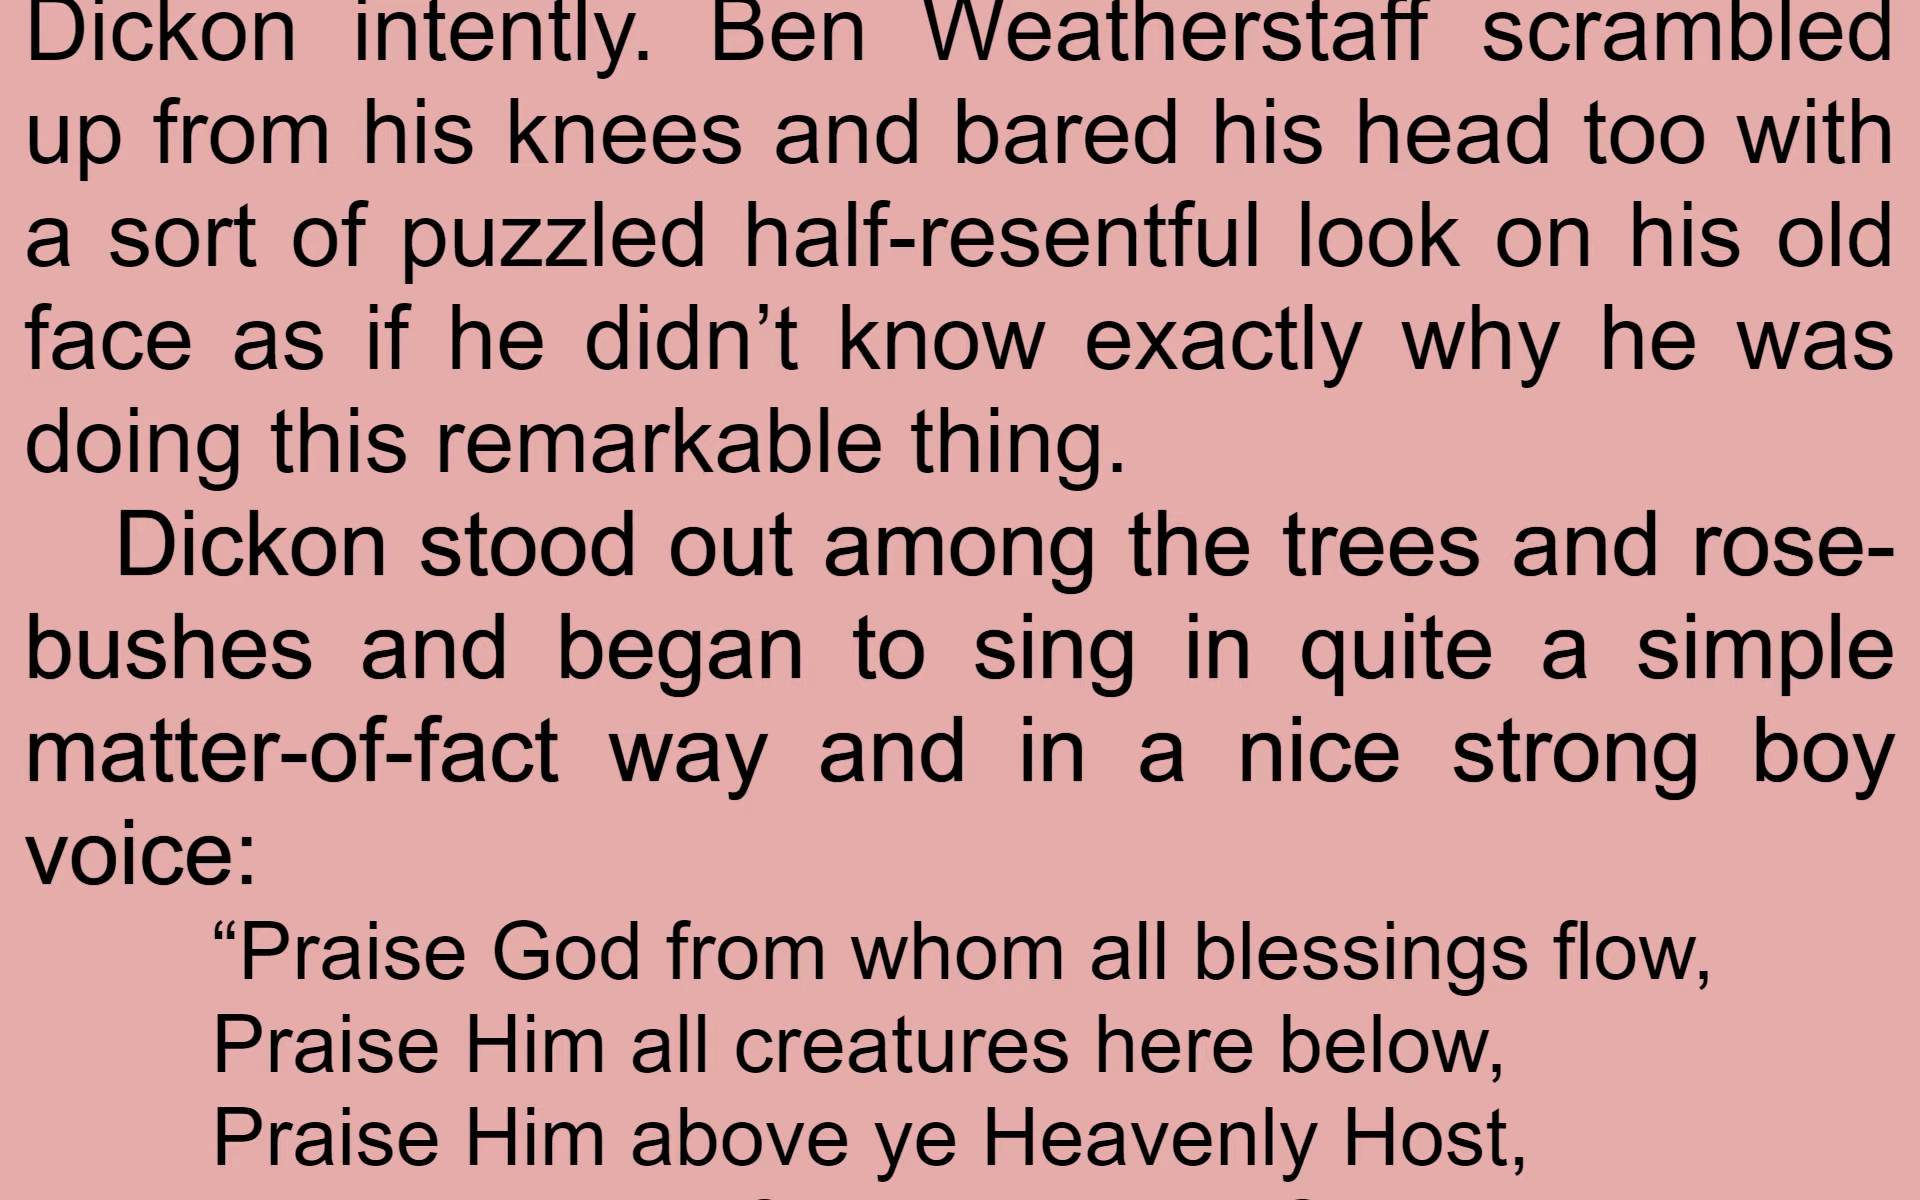 Dickon intently. Ben Weatherstaff scrambled
up from his knees and bared his head too with
a sort of puzzled half-resentful look on his old
face as if he didn’t know exactly why he was
doing this remarkable thing.
Dickon stood out among the trees and rose-
bushes and began to sing in quite a simple
matter-of-fact way and in a nice strong boy
voice:
“Praise God from whom all blessings flow,
Praise Him all creatures here below,
Praise Him above ye Heavenly Host,